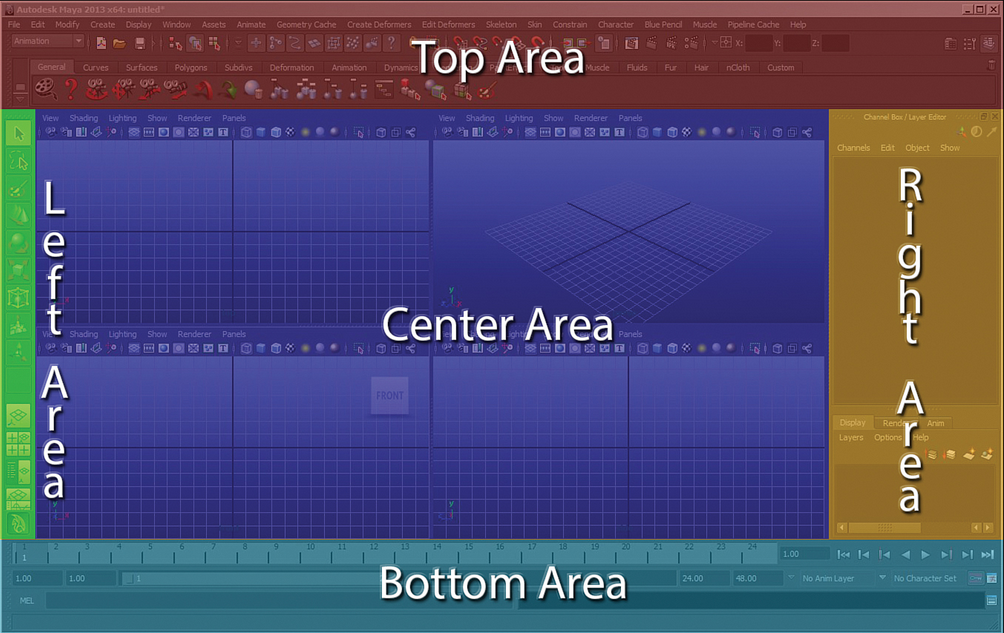 Autodesk Maya 2013 x64: untitled*
File Edit Modify Create Display Window Assets Animate Geometry Cache Create Deformers Edit Deformers Skeleton Skin Constrain Character Blue Pencil Muscle Pipeline Cache Help
Animation X: Y: Z:
Top Area
General Curves Surfaces Polygons Subdivs Deformation Animation Dynamics Muscle Fluids Fur Hair nCloth Custom
View Shading Lighting Show Renderer Panels
View Shading Lighting Show Renderer Panels
Channel Box / Layer Editor
Channels Edit Object Show
Left Area
Center Area
Right Area
Shading Lighting Show Renderer Panels
Panels
FRONT
Display Render Anim
Layers Options Help
1 2 3 4 5 6 7 8 9 10 11 12 13 14 15 16 17 18 19 20 21 22 23 24
1 1.00
1.00 1.00 1 24.00 48.00 No Anim Layer No Character Set
Bottom Area
MEL